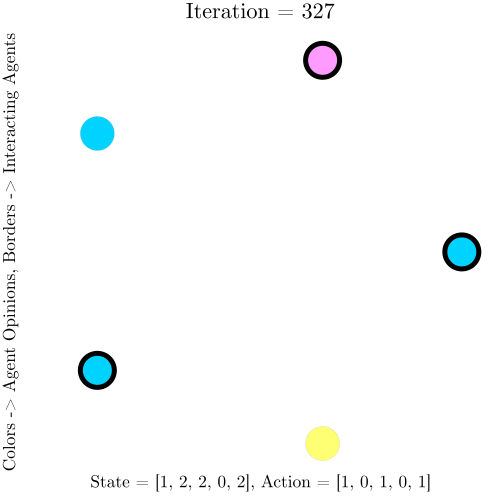 Iteration = 327
Colors -> Agent Opinions, Borders -> Interacting Agents
State = [1, 2, 2, 0, 2], Action = [1, 0, 1, 0, 1]